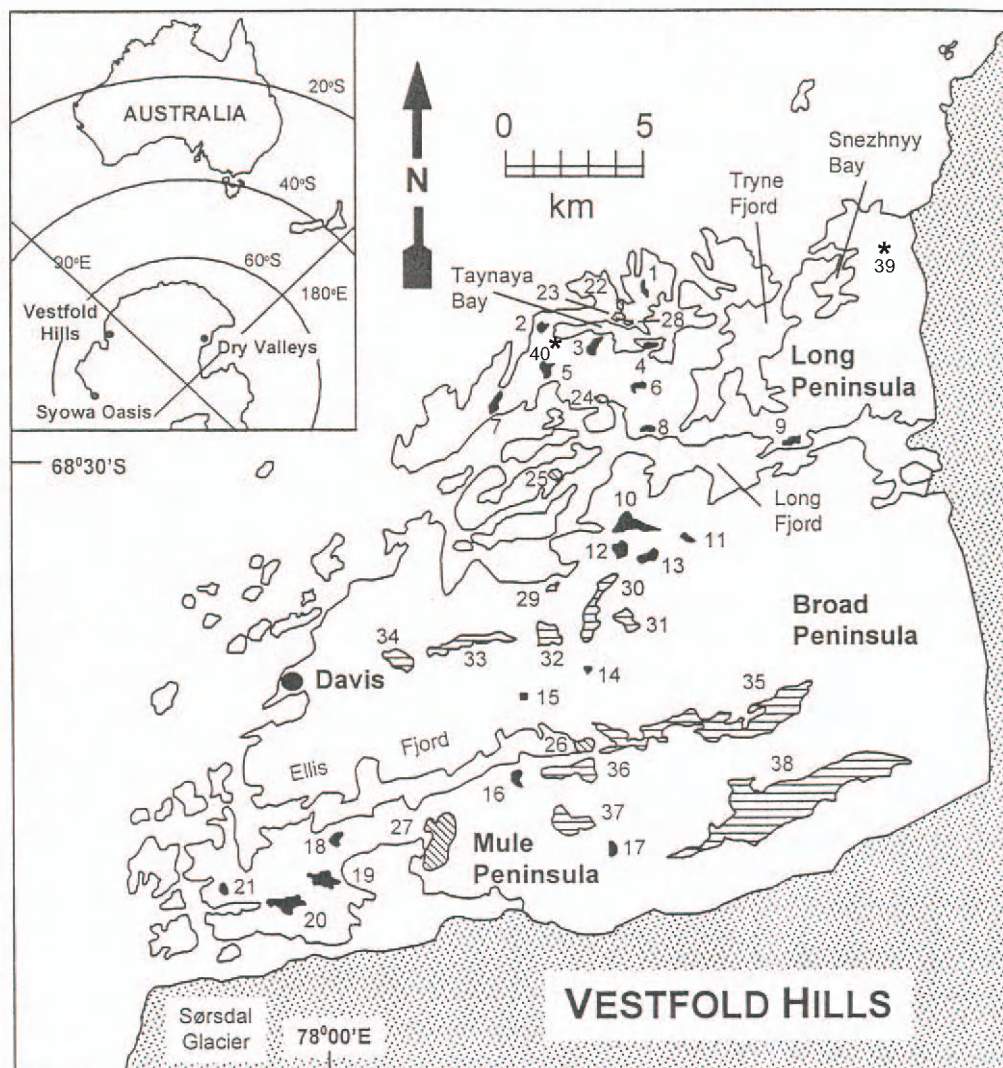 20°S
AUSTRALIA
40°S
90°E
60°S
180°E
Vestfold
Hills
Dry Valleys
Syowa Oasis
N
0 5
km
Snezhnyy
Bay
Tryne
Fjord
*
39
Taynaya
Bay
22
1
23
28
2
*
40
3
4
5
6
Long
Peninsula
24
7
8
9
68°30'S
25
Long
Fjord
10
11
12
13
30
29
31
Broad
Peninsula
34
33
32
14
Davis
15
35
Ellis Fjord
26
36
38
16
27
37
18
Mule
Peninsula
17
21
19
20
VESTFOLD HILLS
Sørsdal
Glacier
78°00'E